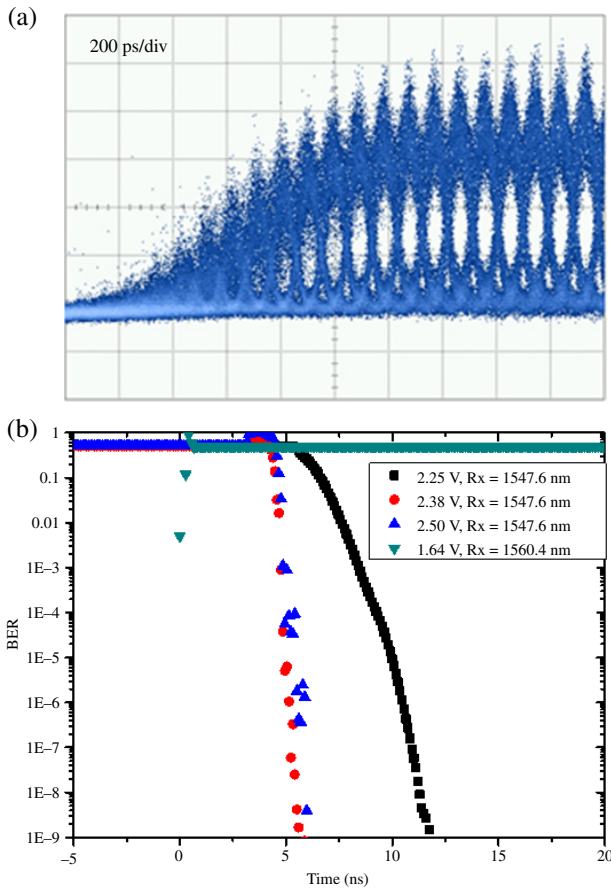 (a)
200 ps/div
(b)
1
0.1
0.01
1E-3
1E-4
1E-5
1E-6
1E-7
1E-8
1E-9
BER
2.25 V, Rx = 1547.6 nm
2.38 V, Rx = 1547.6 nm
2.50 V, Rx = 1547.6 nm
1.64 V, Rx = 1560.4 nm
−5 0 5 10 15 20
Time (ns)